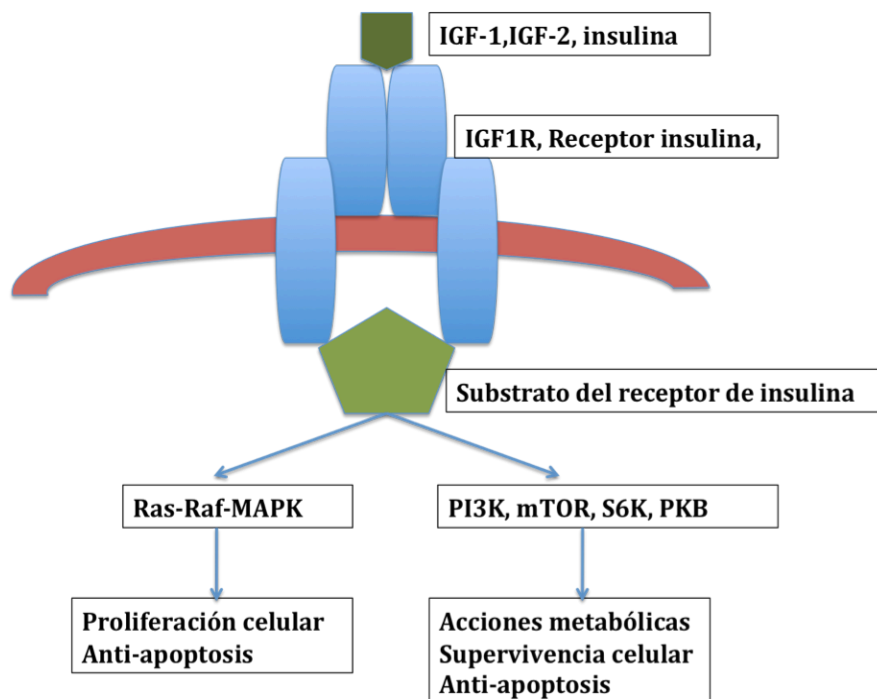 IGF-1,IGF-2, insulina
IGF1R, Receptor insulina,
Substrato del receptor de insulina
Ras-Raf-MAPK
PI3K, mTOR, S6K, PKB
Proliferación celular
Anti-apoptosis
Acciones metabólicas
Supervivencia celular
Anti-apoptosis